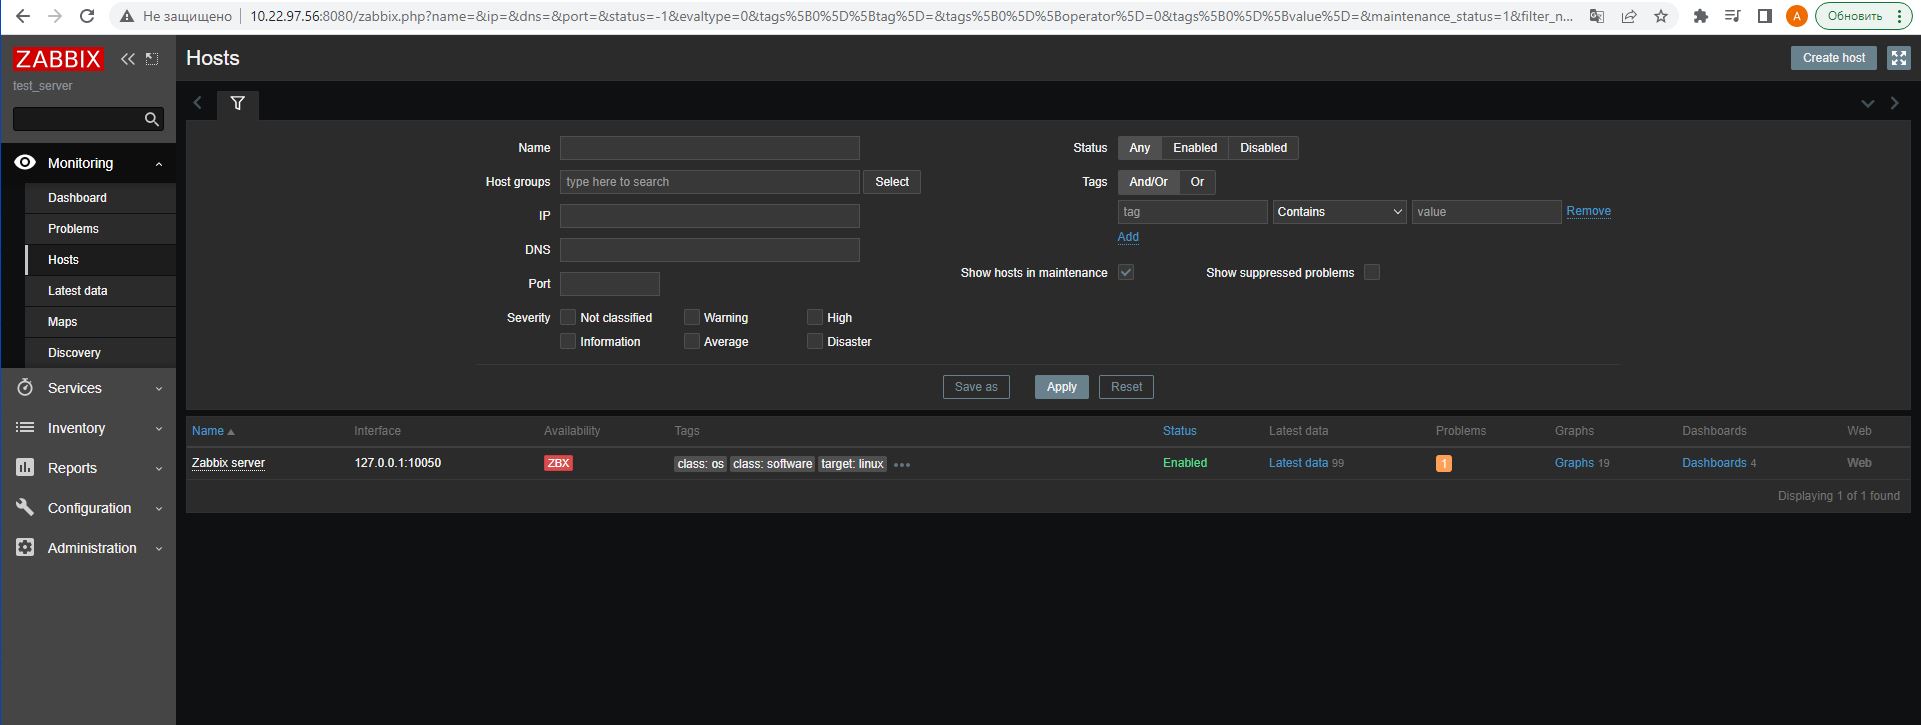 Не защищено
10.22.97.56:8080/zabbix.php?name=&ip=&dns=&port=&status=-1&evaltype=0&tags%5B0%5D%5Btag%5D=&tags%5B0%5D%5Boperator%5D=0&tags%5B0%5D%5Bvalue%5D=&maintenance_status=1&filter_n...
A
Обновить
ZABBIX
test_server
Monitoring
Dashboard
Problems
Hosts
Latest data
Maps
Discovery
Services
Inventory
Reports
Configuration
Administration
Hosts
Create host
Name
Host groups type here to search Select
IP
DNS
Port
Severity Not classified Warning High
Information Average Disaster
Status Any Enabled Disabled
Tags And/Or Or
tag Contains value Remove
Add
Show hosts in maintenance Show suppressed problems
Save as Apply Reset
Name Interface Availability Tags Status Latest data Problems Graphs Dashboards Web
Zabbix server 127.0.0.1:10050 ZBX class: os class: software target: linux ••• Enabled Latest data 99 1 Graphs 19 Dashboards 4 Web
Displaying 1 of 1 found